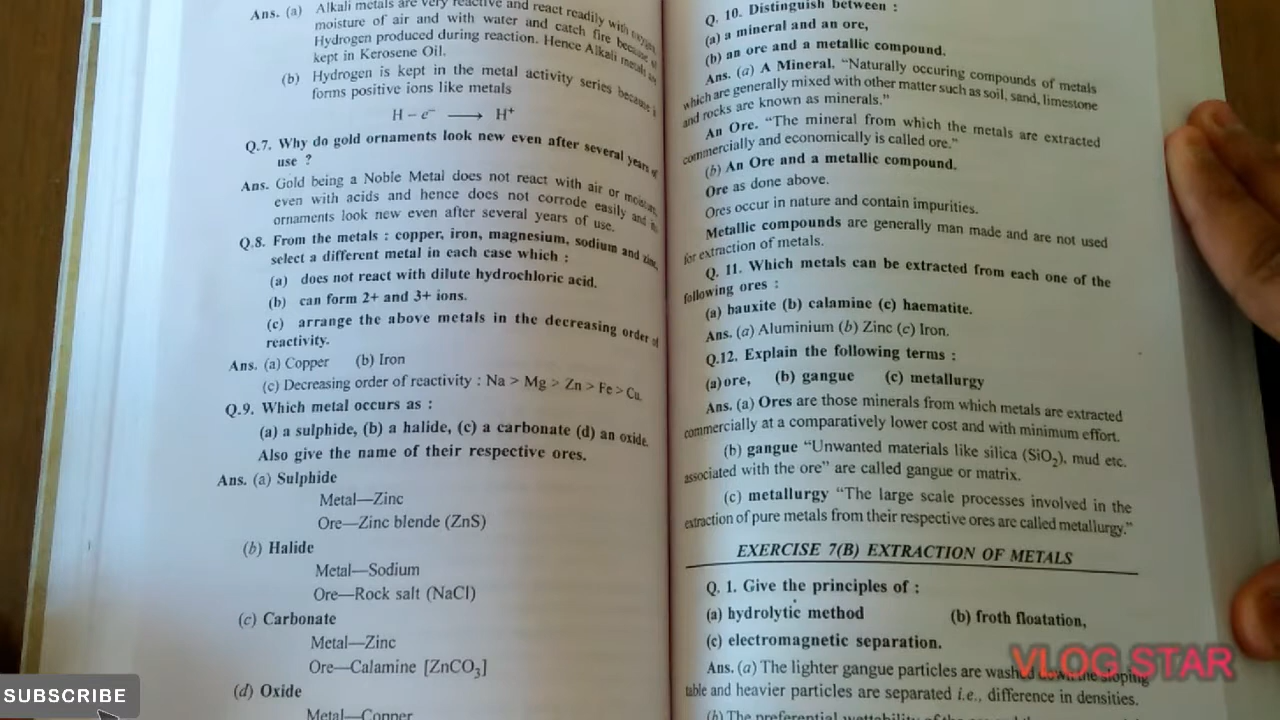 Ans. (a) Alkali metals are very reactive and react readily with oxygen,
moisture of air and with water and catch fire because of
Hydrogen produced during reaction. Hence Alkali metals are
kept in Kerosene Oil.
(b) Hydrogen is kept in the metal activity series because it
forms positive ions like metals
H – e⁻ ⟶ H⁺
Q.7. Why do gold ornaments look new even after several years of
use ?
Ans. Gold being a Noble Metal does not react with air or moisture,
even with acids and hence does not corrode easily and
ornaments look new even after several years of use.
Q.8. From the metals : copper, iron, magnesium, sodium and zinc,
select a different metal in each case which :
(a) does not react with dilute hydrochloric acid.
(b) can form 2+ and 3+ ions.
(c) arrange the above metals in the decreasing order of
reactivity.
Ans. (a) Copper (b) Iron
(c) Decreasing order of reactivity : Na > Mg > Zn > Fe > Cu.
Q.9. Which metal occurs as :
(a) a sulphide, (b) a halide, (c) a carbonate (d) an oxide.
Also give the name of their respective ores.
Ans. (a) Sulphide
Metal—Zinc
Ore—Zinc blende (ZnS)
(b) Halide
Metal—Sodium
Ore—Rock salt (NaCl)
(c) Carbonate
Metal—Zinc
Ore—Calamine [ZnCO₃]
(d) Oxide
Metal—Copper
Q. 10. Distinguish between :
(a) a mineral and an ore,
(b) an ore and a metallic compound.
Ans. (a) A Mineral. “Naturally occuring compounds of metals
which are generally mixed with other matter such as soil, sand, limestone
and rocks are known as minerals.”
An Ore. “The mineral from which the metals are extracted
commercially and economically is called ore.”
(b) An Ore and a metallic compound.
Ore as done above.
Ores occur in nature and contain impurities.
Metallic compounds are generally man made and are not used
for extraction of metals.
Q. 11. Which metals can be extracted from each one of the
following ores :
(a) bauxite (b) calamine (c) haematite.
Ans. (a) Aluminium (b) Zinc (c) Iron.
Q.12. Explain the following terms :
(a) ore, (b) gangue (c) metallurgy
Ans. (a) Ores are those minerals from which metals are extracted
commercially at a comparatively lower cost and with minimum effort.
(b) gangue “Unwanted materials like silica (SiO₂), mud etc.
associated with the ore” are called gangue or matrix.
(c) metallurgy “The large scale processes involved in the
extraction of pure metals from their respective ores are called metallurgy.”
EXERCISE 7(B) EXTRACTION OF METALS
Q. 1. Give the principles of :
(a) hydrolytic method (b) froth floatation,
(c) electromagnetic separation.
Ans. (a) The lighter gangue particles are washed down the sloping
table and heavier particles are separated i.e., difference in densities.
(b) The preferential wettability of the
VLOG STAR
SUBSCRIBE